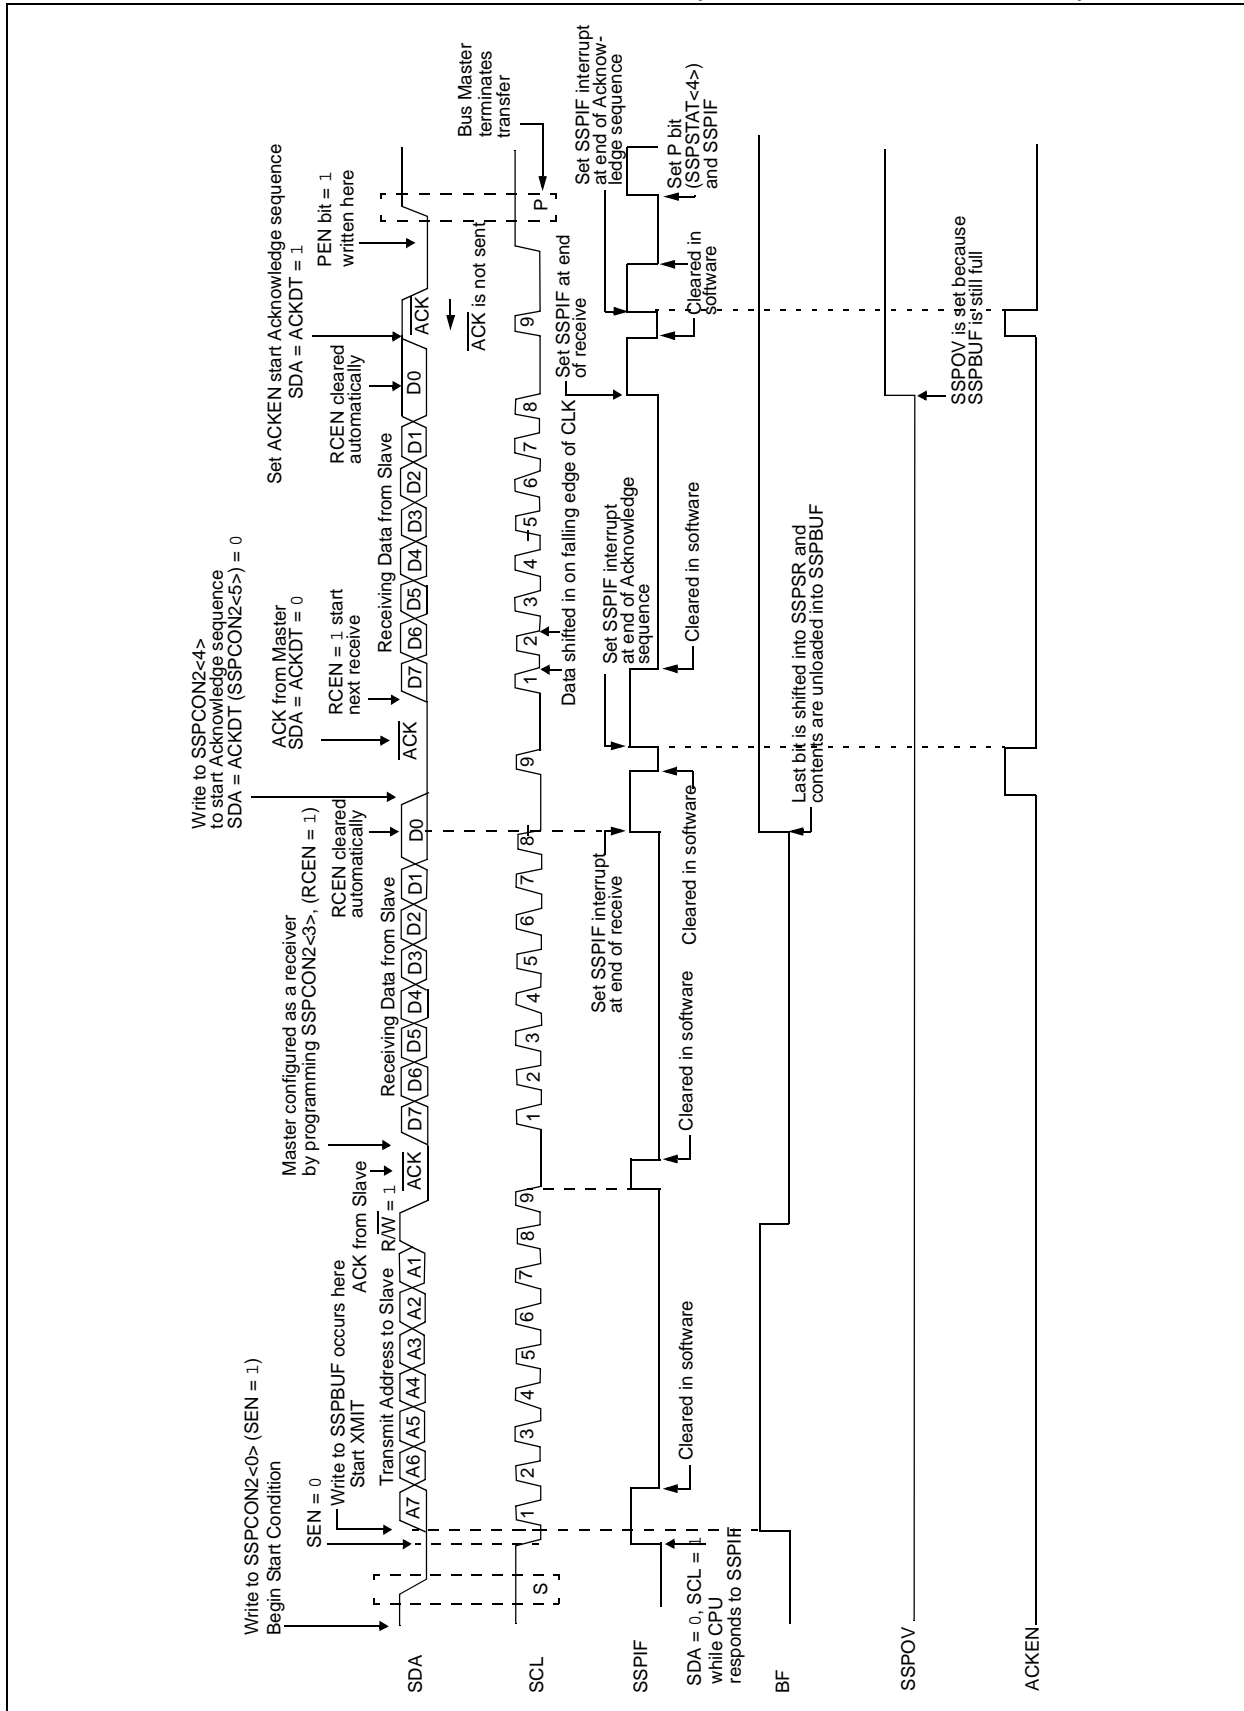 Write to SSPCON2<0> (SEN = 1)
Begin Start Condition
SEN = 0
Write to SSPBUF occurs here
Start XMIT
Transmit Address to Slave
R/W = 1
ACK from Slave
Master configured as a receiver
by programming SSPCON2<3>, (RCEN = 1)
Receiving Data from Slave
RCEN cleared
automatically
Write to SSPCON2<4>
to start Acknowledge sequence
SDA = ACKDT (SSPCON2<5>) = 0
ACK from Master
SDA = ACKDT = 0
RCEN = 1 start
next receive
Receiving Data from Slave
RCEN cleared
automatically
Set ACKEN start Acknowledge sequence
SDA = ACKDT = 1
PEN bit = 1
written here
SDA
A7 A6 A5 A4 A3 A2 A1
ACK
D7 D6 D5 D4 D3 D2 D1 D0
ACK
D7 D6 D5 D4 D3 D2 D1 D0
ACK
ACK is not sent
Bus Master
terminates
transfer
SCL
S
1 2 3 4 5 6 7 8 9
1 2 3 4 5 6 7 8 9
1 2 3 4 5 6 7 8 9
P
Data shifted in on falling edge of CLK
Set SSPIF interrupt
at end of receive
Set SSPIF interrupt
at end of Acknowledge
sequence
Set SSPIF at end
of receive
Set SSPIF interrupt
at end of Acknow-
ledge sequence
SSPIF
SDA = 0, SCL = 1
while CPU
responds to SSPIF
Cleared in software
Cleared in software
Cleared in software
Cleared in software
Cleared in
software
Set P bit
(SSPSTAT<4>)
and SSPIF
BF
Last bit is shifted into SSPSR and
contents are unloaded into SSPBUF
SSPOV
SSPOV is set because
SSPBUF is still full
ACKEN